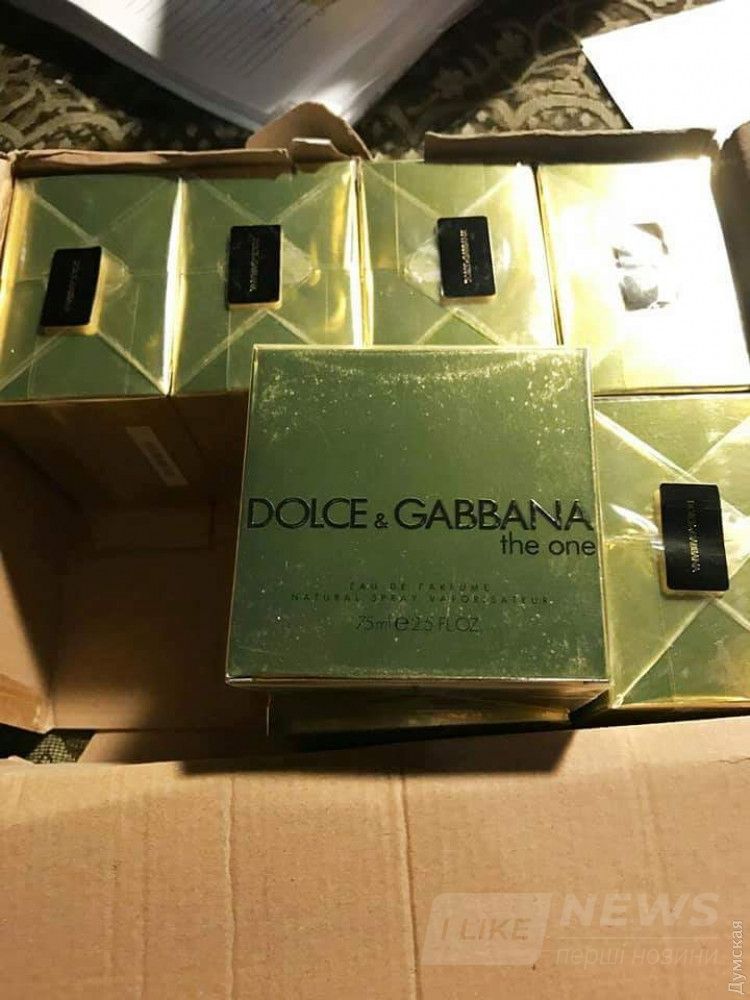 DOLCE & GABBANA
the one
EAU DE PARFUME
NATURAL SPRAY VAPORISATEUR
75ml e 2.5 FL.OZ.
I LIKE NEWS
перші новини
Думская